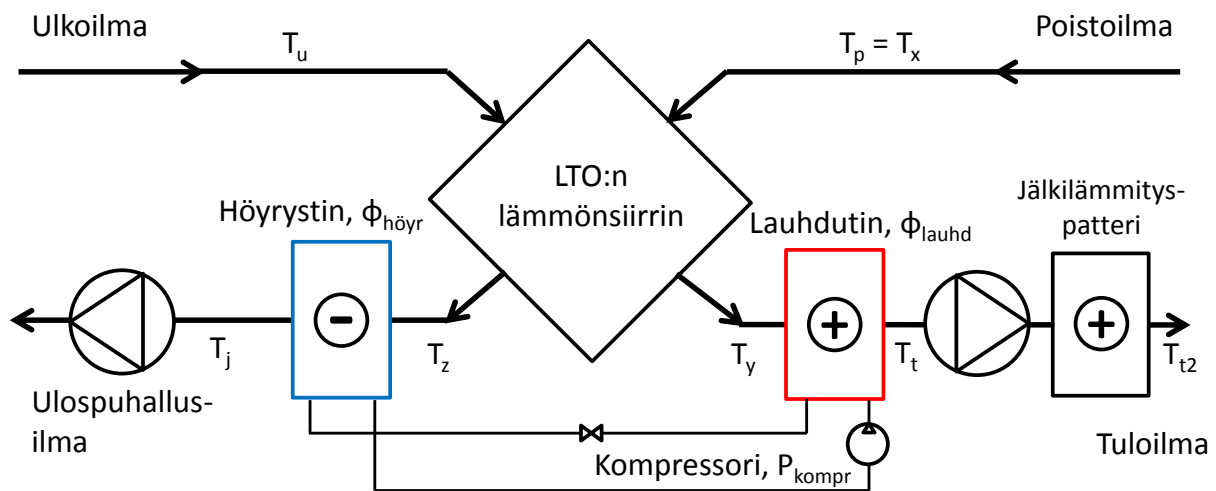 Ulkoilma
Poistoilma
Tᵤ
Tₚ = Tₓ
LTO:n
lämmönsiirrin
Höyrystin, ϕhöyr
Lauhdutin, ϕlauhd
Jälkilämmitys-
patteri
-
+
+
Tj
Tz
Ty
Tt
Tt2
Ulospuhallus-
ilma
Kompressori, Pkompr
Tuloilma